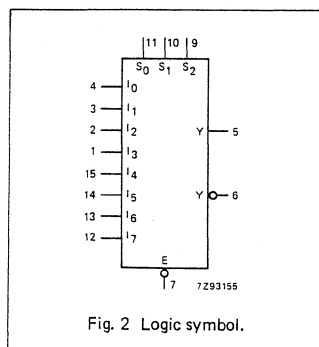 11 10 9
S0 S1 S2
4 I0
3 I1
2 I2
Y 5
1 I3
15 I4
14 I5
Y 6
13 I6
12 I7
E
7 7Z93155
Fig. 2 Logic symbol.